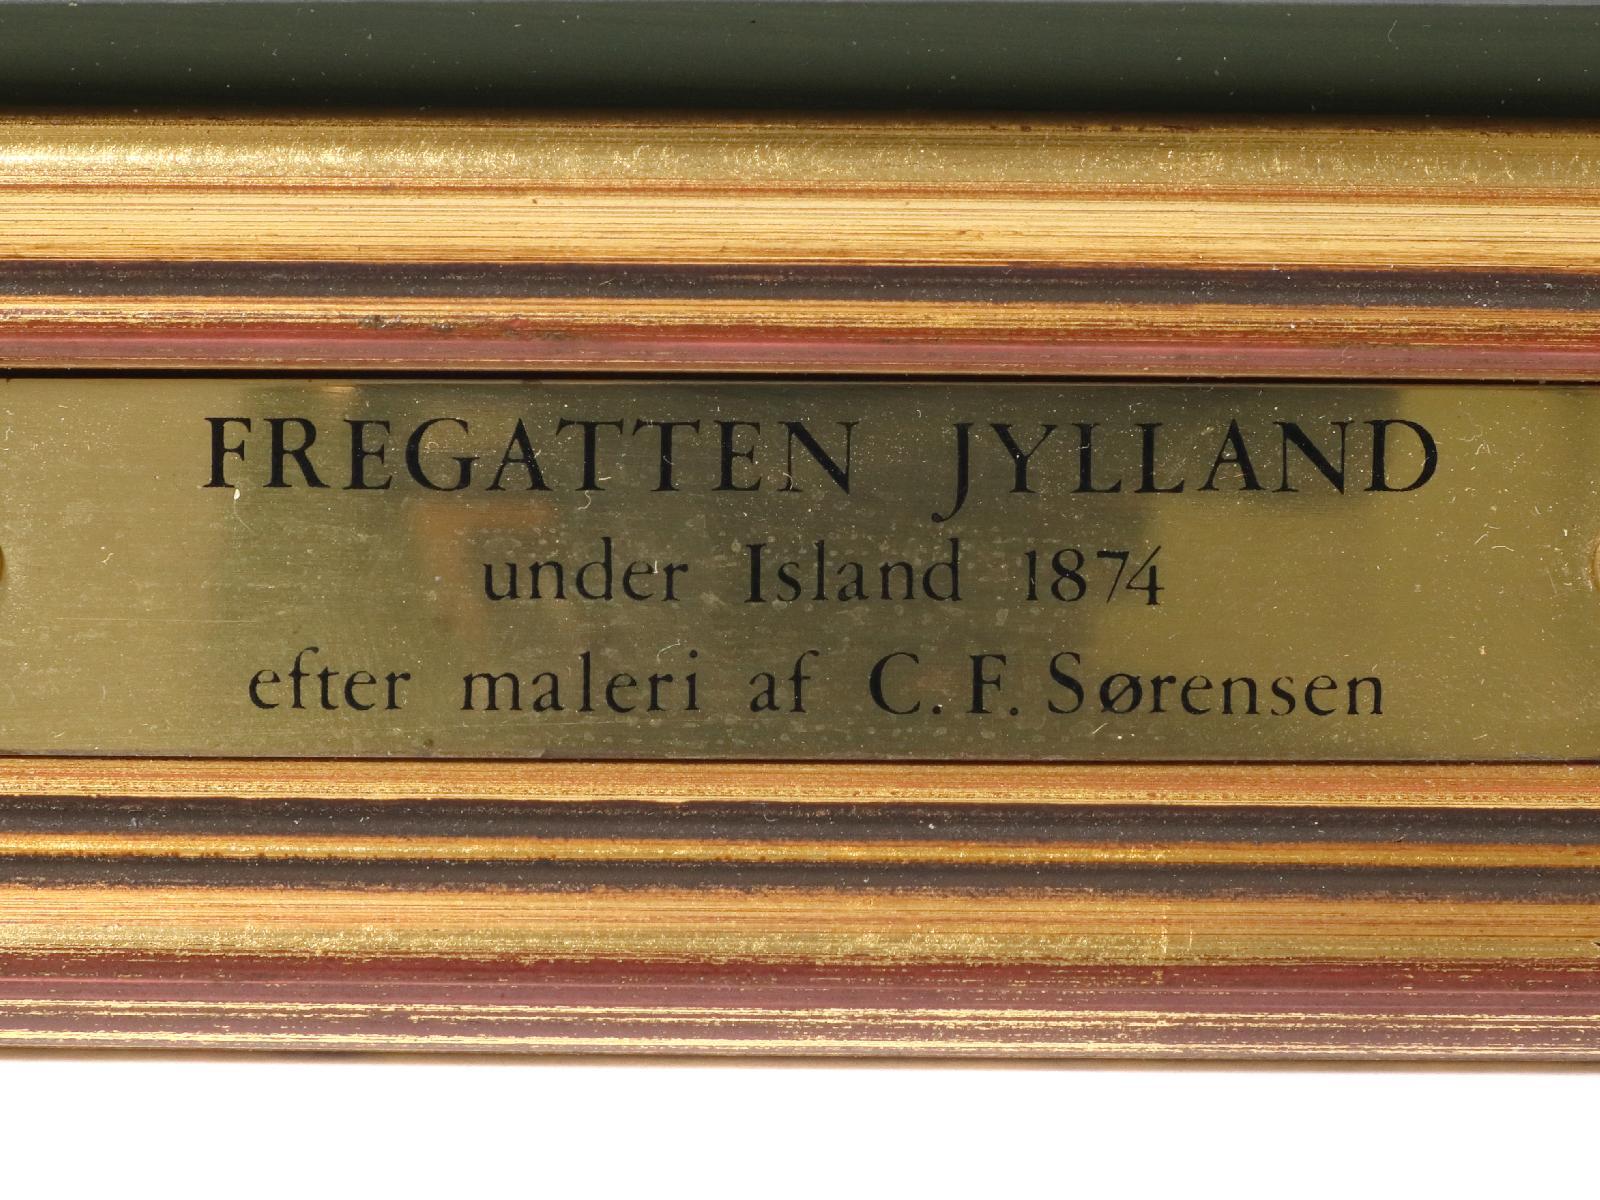 FREGATTEN JYLLAND
under Island 1874
efter maleri af C. F. Sørensen